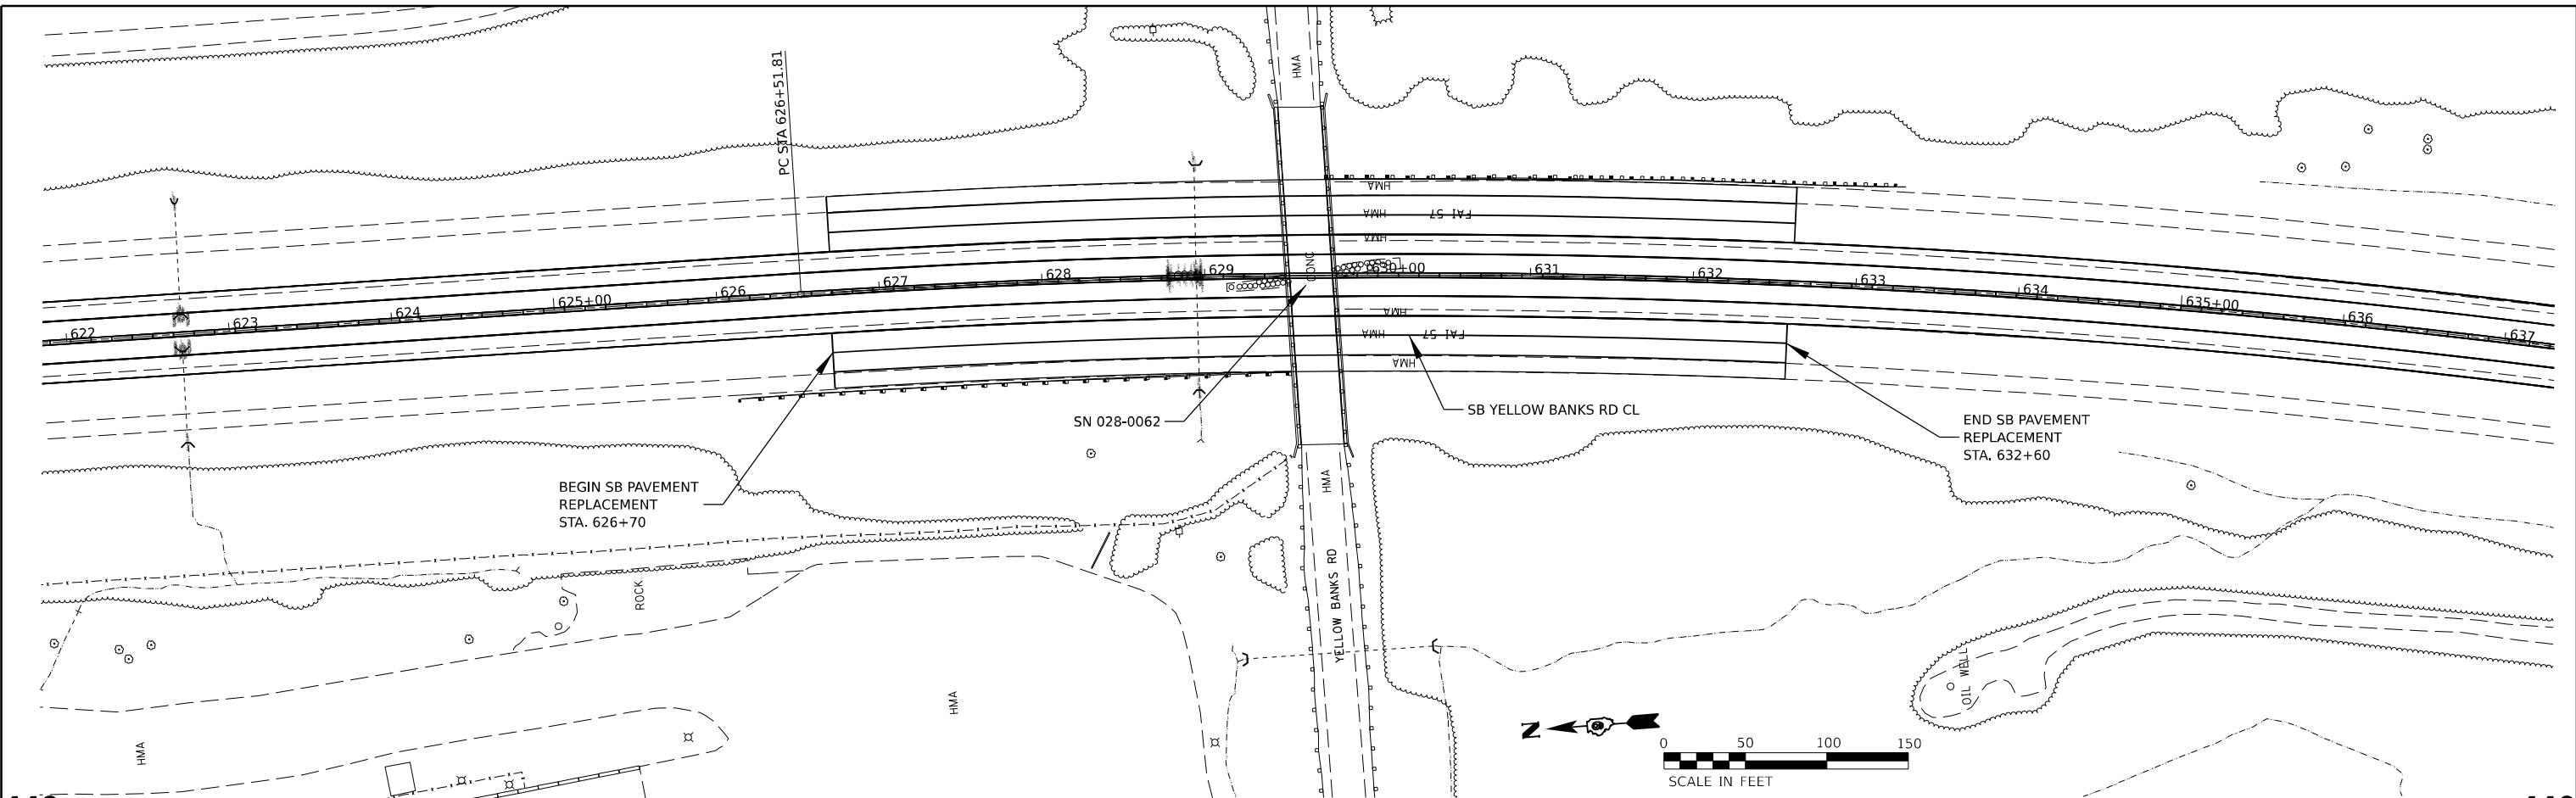 HMA
PC STA 626+51.81
HMA
HMA
FAI 57
HMA
CONC
622
623
624
625+00
626
627
628
629
630+00
631
632
633
634
635+00
636
637
HMA
HMA
FAI 57
HMA
SN 028-0062
SB YELLOW BANKS RD CL
END SB PAVEMENT
REPLACEMENT
STA. 632+60
BEGIN SB PAVEMENT
REPLACEMENT
STA. 626+70
HMA
ROCK
YELLOW BANKS RD
OIL WELL
HMA
HMA
N
0 50 100 150
SCALE IN FEET